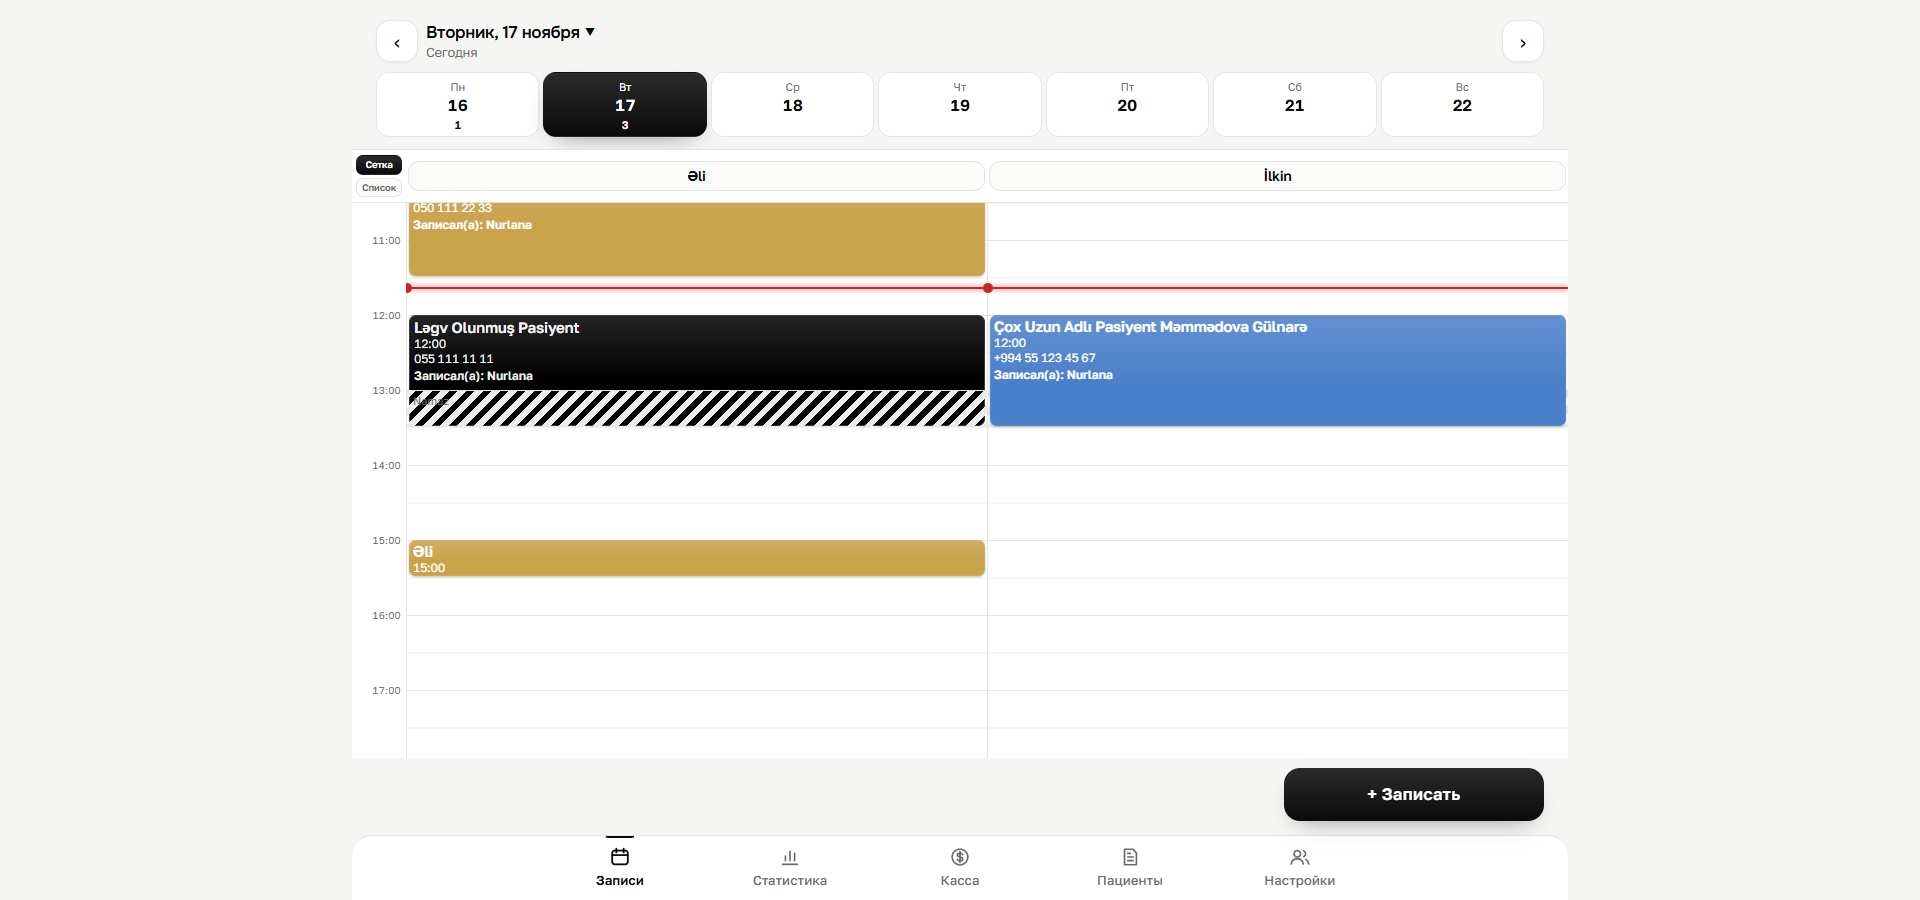 ‹
Вторник, 17 ноября ▼
Сегодня
›
Пн
16
1
Вт
17
3
Ср
18
Чт
19
Пт
20
Сб
21
Вс
22
Сетка
Список
Əli
İlkin
050 111 22 33
Записал(а): Nurlana
11:00
12:00
Ləgv Olunmuş Pasiyent
12:00
055 111 11 11
Записал(а): Nurlana
Çox Uzun Adlı Pasiyent Məmmədova Gülnarə
12:00
+994 55 123 45 67
Записал(а): Nurlana
13:00
14:00
15:00
Əli
15:00
16:00
17:00
+ Записать
Записи
Статистика
Касса
Пациенты
Настройки